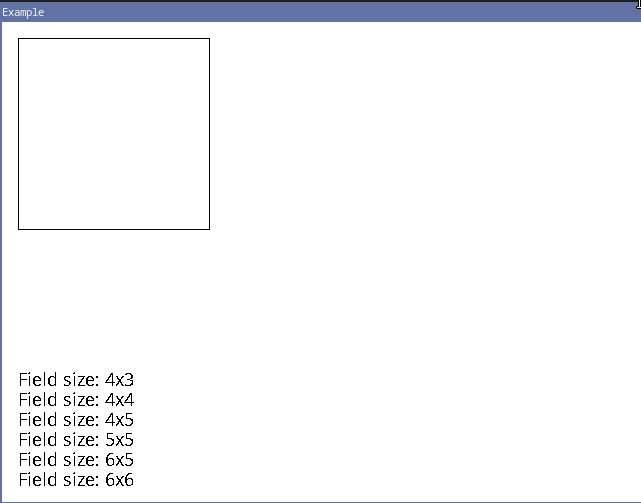 Example
Field size: 4x3
Field size: 4x4
Field size: 4x5
Field size: 5x5
Field size: 6x5
Field size: 6x6